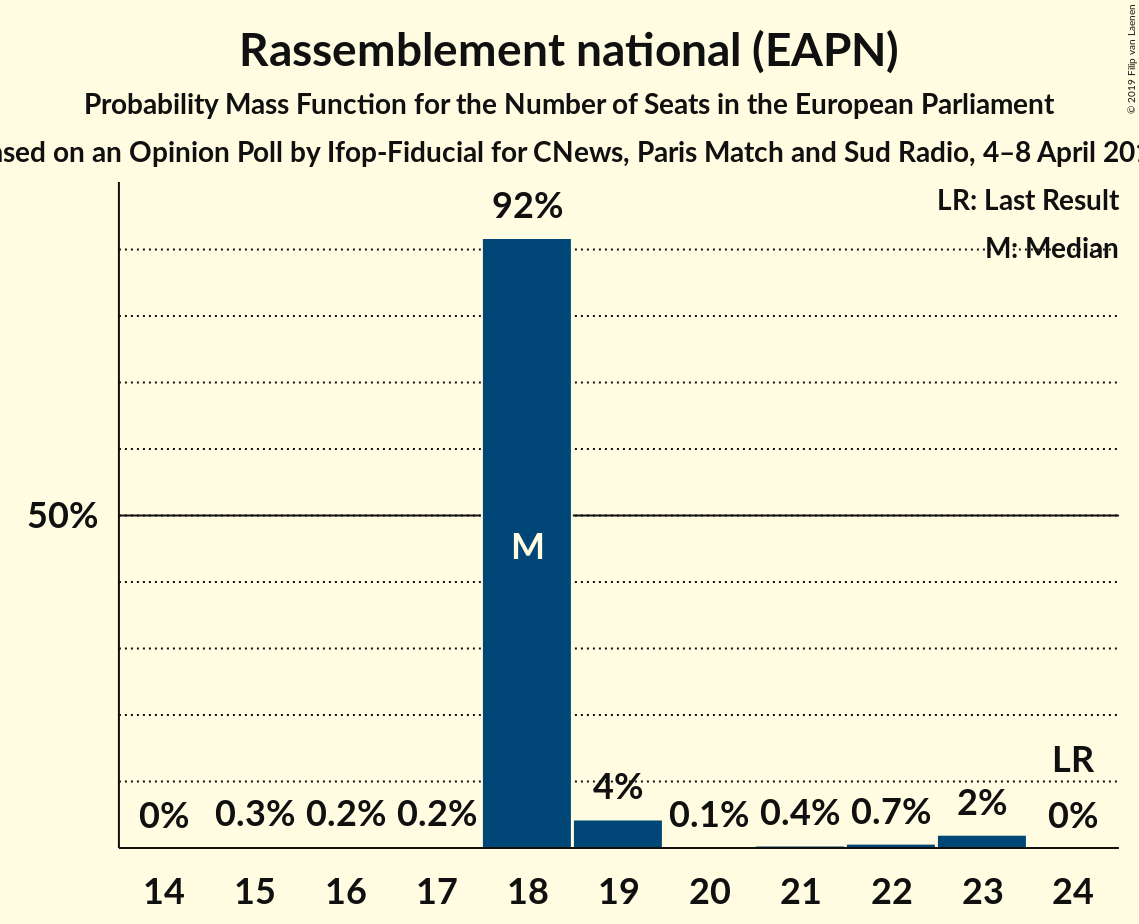 Rassemblement national (EAPN)
Probability Mass Function for the Number of Seats in the European Parliament
on an Opinion Poll by Ifop-Fiducial for CNews, Paris Match and Sud Radio, 4–8 April
© 2019 Filip van Laenen
LR: Last Result
M: Median
92%
50%
M
LR
0% 0.3% 0.2% 0.2% 4% 0.1% 0.4% 0.7% 2% 0%
14 15 16 17 18 19 20 21 22 23 24